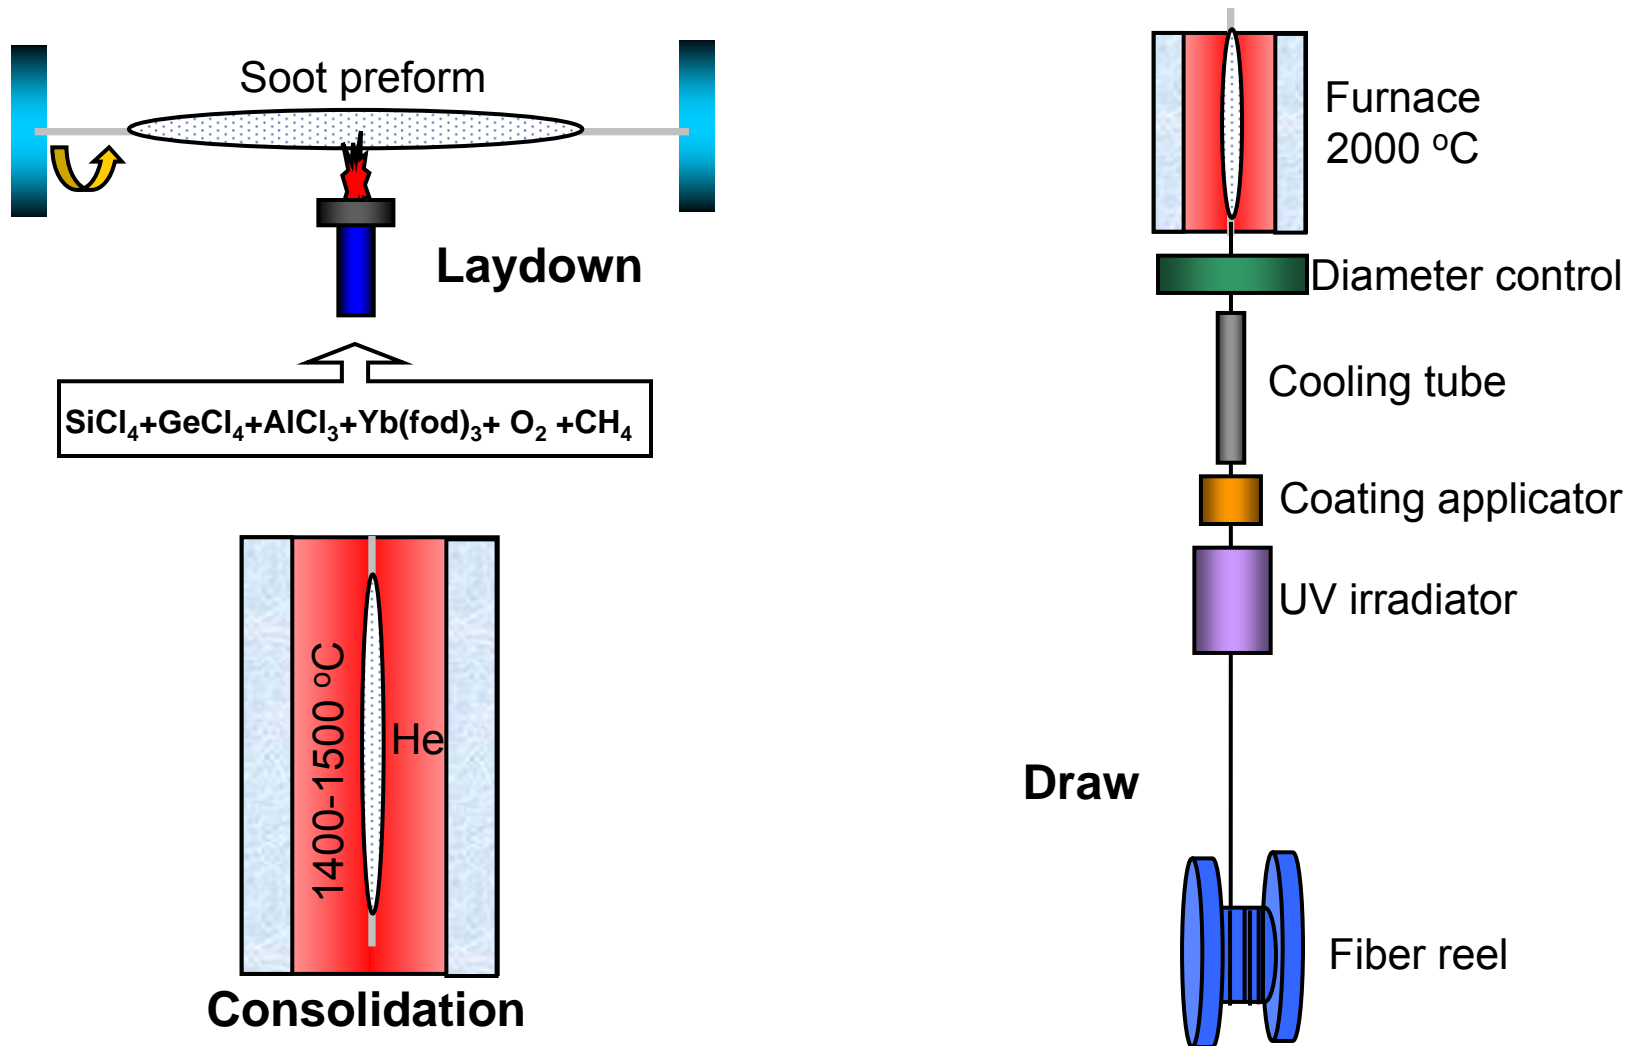 Soot preform
Laydown
SiCl4+GeCl4+AlCl3+Yb(fod)3+ O2 +CH4
1400-1500 oC
He
Consolidation
Furnace
2000 oC
Diameter control
Cooling tube
Coating applicator
UV irradiator
Draw
Fiber reel